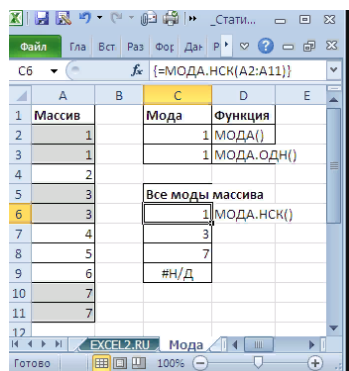 _Стати...
Файл Гла Вст Раз Фор Дан Р
C6 fx {=МОДА.НСК(A2:A11)}
A B C D E
1 Массив Мода Функция
2 1 1 МОДА()
3 1 1 МОДА.ОДН()
4 2
5 3 Все моды массива
6 3 1 МОДА.НСК()
7 4 3
8 5 7
9 6 #Н/Д
10 7
11 7
12
EXCEL2.RU Мода
Готово 100%